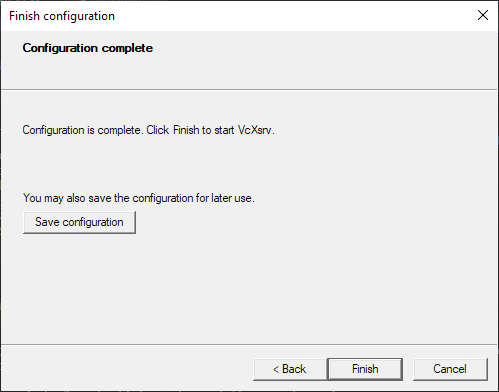 Finish configuration
Configuration complete
Configuration is complete. Click Finish to start VcXsrv.
You may also save the configuration for later use.
Save configuration
< Back
Finish
Cancel